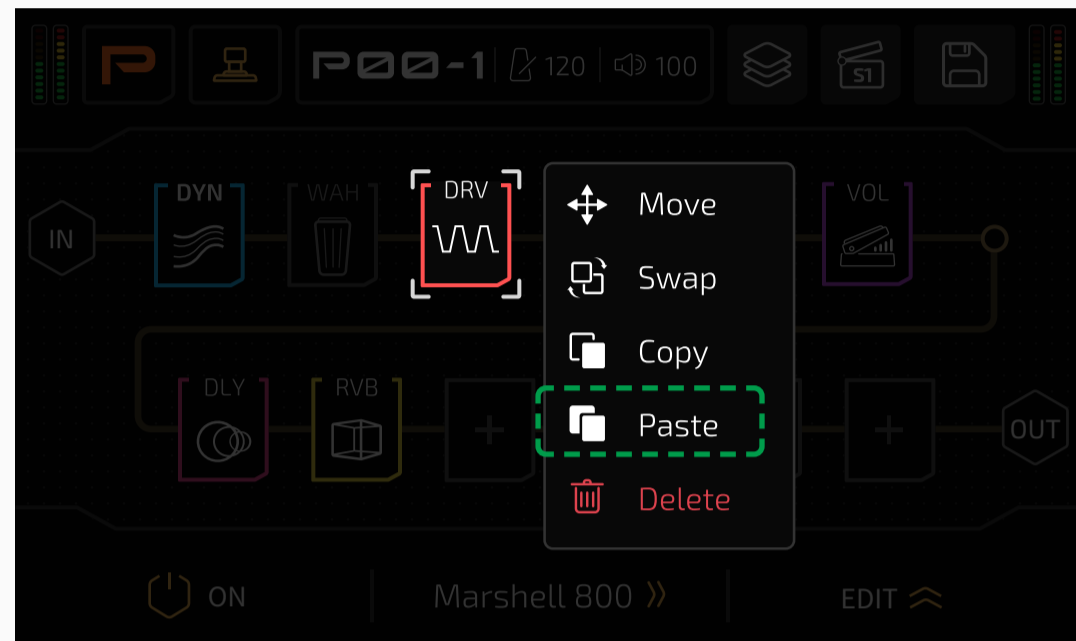 P00-1 120 100 S1
IN DYN WAH DRV VOL
Move
Swap
Copy
DLY RVB
Paste
OUT
Delete
ON Marshell 800 EDIT